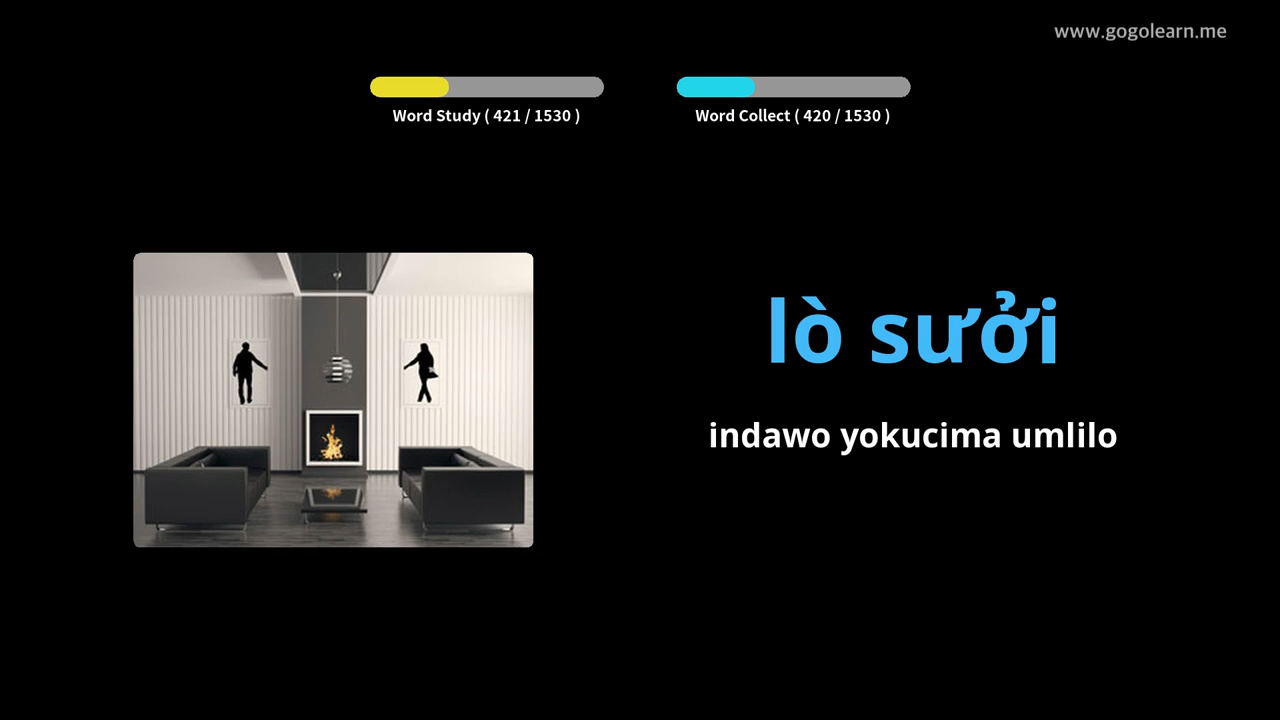 www.gogolearn.me
Word Study ( 421 / 1530 )
Word Collect ( 420 / 1530 )
lò sưởi
indawo yokucima umlilo